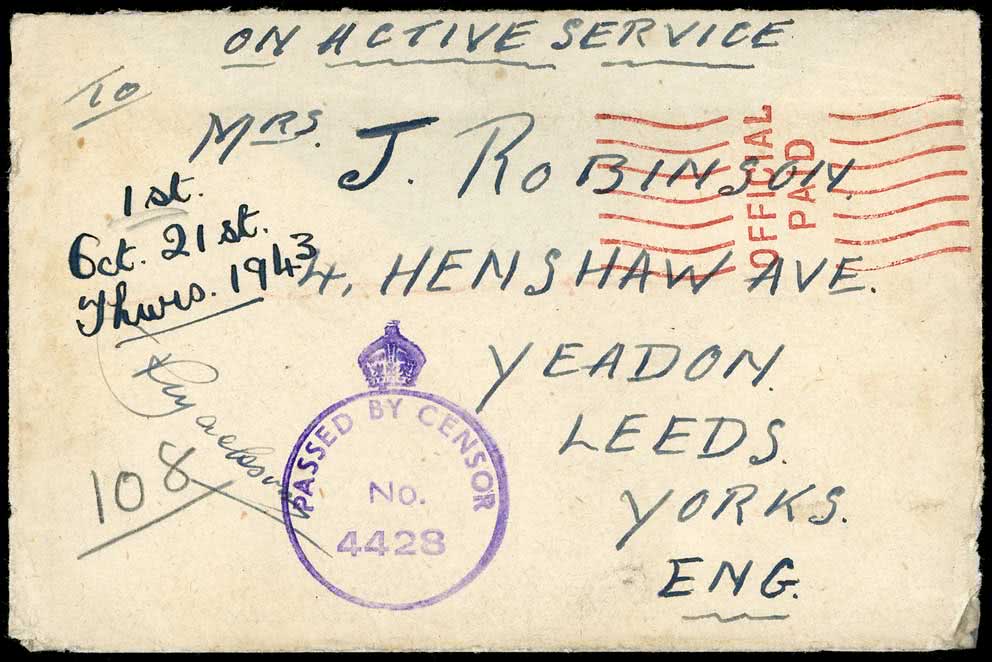 ON ACTIVE SERVICE
To
MRS. J. ROBINSON.
OFFICIAL
PAID
1st.
Oct. 21st.
Thurs. 1943
4, HENSHAW AVE.
YEADON.
LEEDS.
YORKS.
ENG.
PASSED BY CENSOR
No.
4428
108